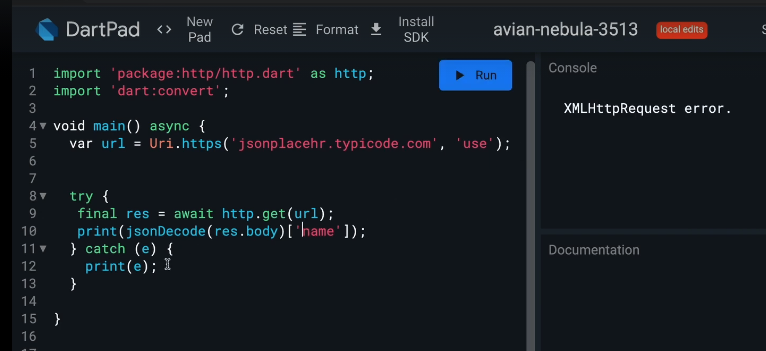 DartPad <> New Pad Reset Format Install SDK avian-nebula-3513 local edits
Run
Console
XMLHttpRequest error.
Documentation
1 import 'package:http/http.dart' as http;
2 import 'dart:convert';
3
4 void main() async {
5 var url = Uri.https('jsonplacehr.typicode.com', 'use');
6
7
8 try {
9 final res = await http.get(url);
10 print(jsonDecode(res.body)['name']);
11 } catch (e) {
12 print(e);
13 }
14
15 }
16